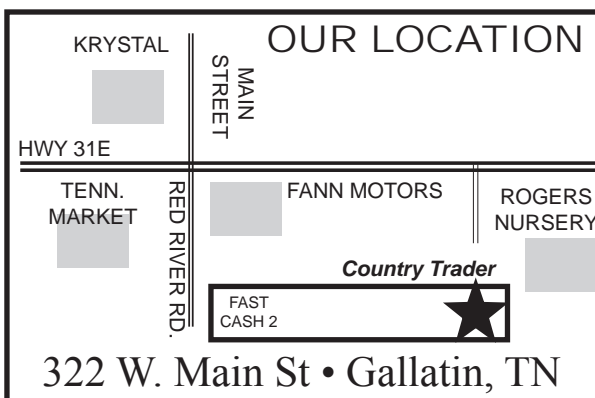 OUR LOCATION
KRYSTAL
MAIN
STREET
HWY 31E
TENN.
MARKET
RED RIVER RD.
FANN MOTORS
ROGERS
NURSERY
Country Trader
FAST
CASH 2
322 W. Main St • Gallatin, TN